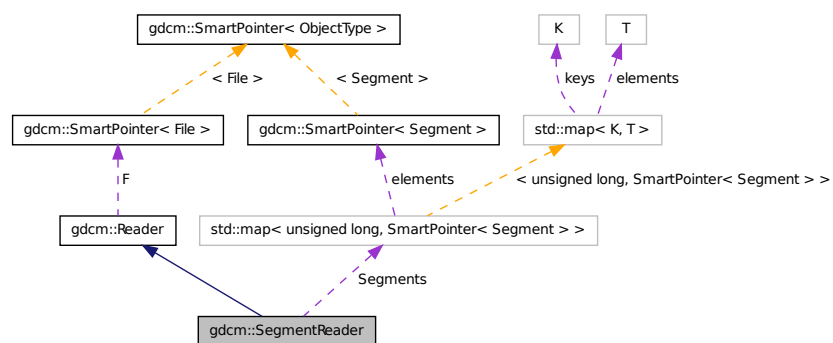 gdcm::SmartPointer< ObjectType >
K
T
< File >
< Segment >
keys
elements
gdcm::SmartPointer< File >
gdcm::SmartPointer< Segment >
std::map< K, T >
F
elements
< unsigned long, SmartPointer< Segment > >
gdcm::Reader
std::map< unsigned long, SmartPointer< Segment > >
Segments
gdcm::SegmentReader